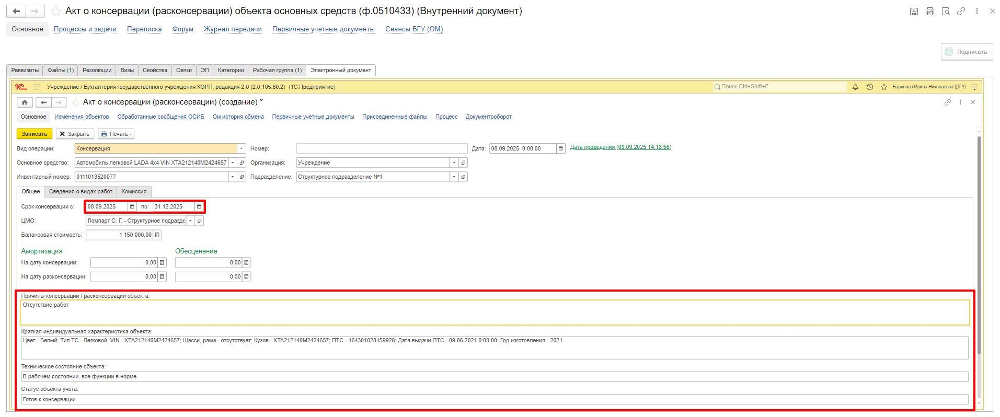 Акт о консервации (расконсервации) объекта основных средств (ф.0510433) (Внутренний документ)
Основное Процессы и задачи Переписка Форум Журнал передачи Первичные учетные документы Сеансы БГУ (ОМ)
Подписать
Реквизиты Файлы (1) Резолюции Визы Свойства Связи ЭП Категории Рабочая группа (1) Электронный документ
1С Учреждение / Бухгалтерия государственного учреждения КОРП, редакция 2.0 (2.0.105.60.2) (1С:Предприятие) Поиск Ctrl+Shift+F Баринова Ирина Николаевна (ДГУ)
Акт о консервации (расконсервации) (создание) *
Основное Изменения объектов Обработанные сообщения ОСИБ Ом история обмена Первичные учетные документы Присоединенные файлы Процесс Документооборот
Записать Закрыть Печать
Вид операции: Консервация Номер: Дата: 08.09.2025 0:00:00 Дата проведения (08.09.2025 14:18:56)
Основное средство: Автомобиль легковой LADA 4x4 VIN XTA212140M2424657 Организация: Учреждение
Инвентарный номер: 0111013520077 Подразделение: Структурное подразделение №1
Общее Сведения о видах работ Комиссия
Срок консервации с: 08.09.2025 по: 31.12.2025
ЦМО: Ломпарт С. Г. - Структурное подразде
Балансовая стоимость: 1 150 000,00
Амортизация Обесценение
На дату консервации: 0,00 0,00
На дату расконсервации: 0,00 0,00
Причины консервации / расконсервации объекта:
Отсутствие работ
Краткая индивидуальная характеристика объекта:
Цвет - Белый; Тип ТС - Легковой; VIN - XTA212140M2424657; Шасси, рама - отсутствует; Кузов - XTA212140M2424657; ПТС - 164301028159928; Дата выдачи ПТС - 09.06.2021 0:00:00; Год изготовления - 2021
Техническое состояние объекта:
В рабочем состоянии, все функции в норме
Статус объекта учета:
Готов к консервации